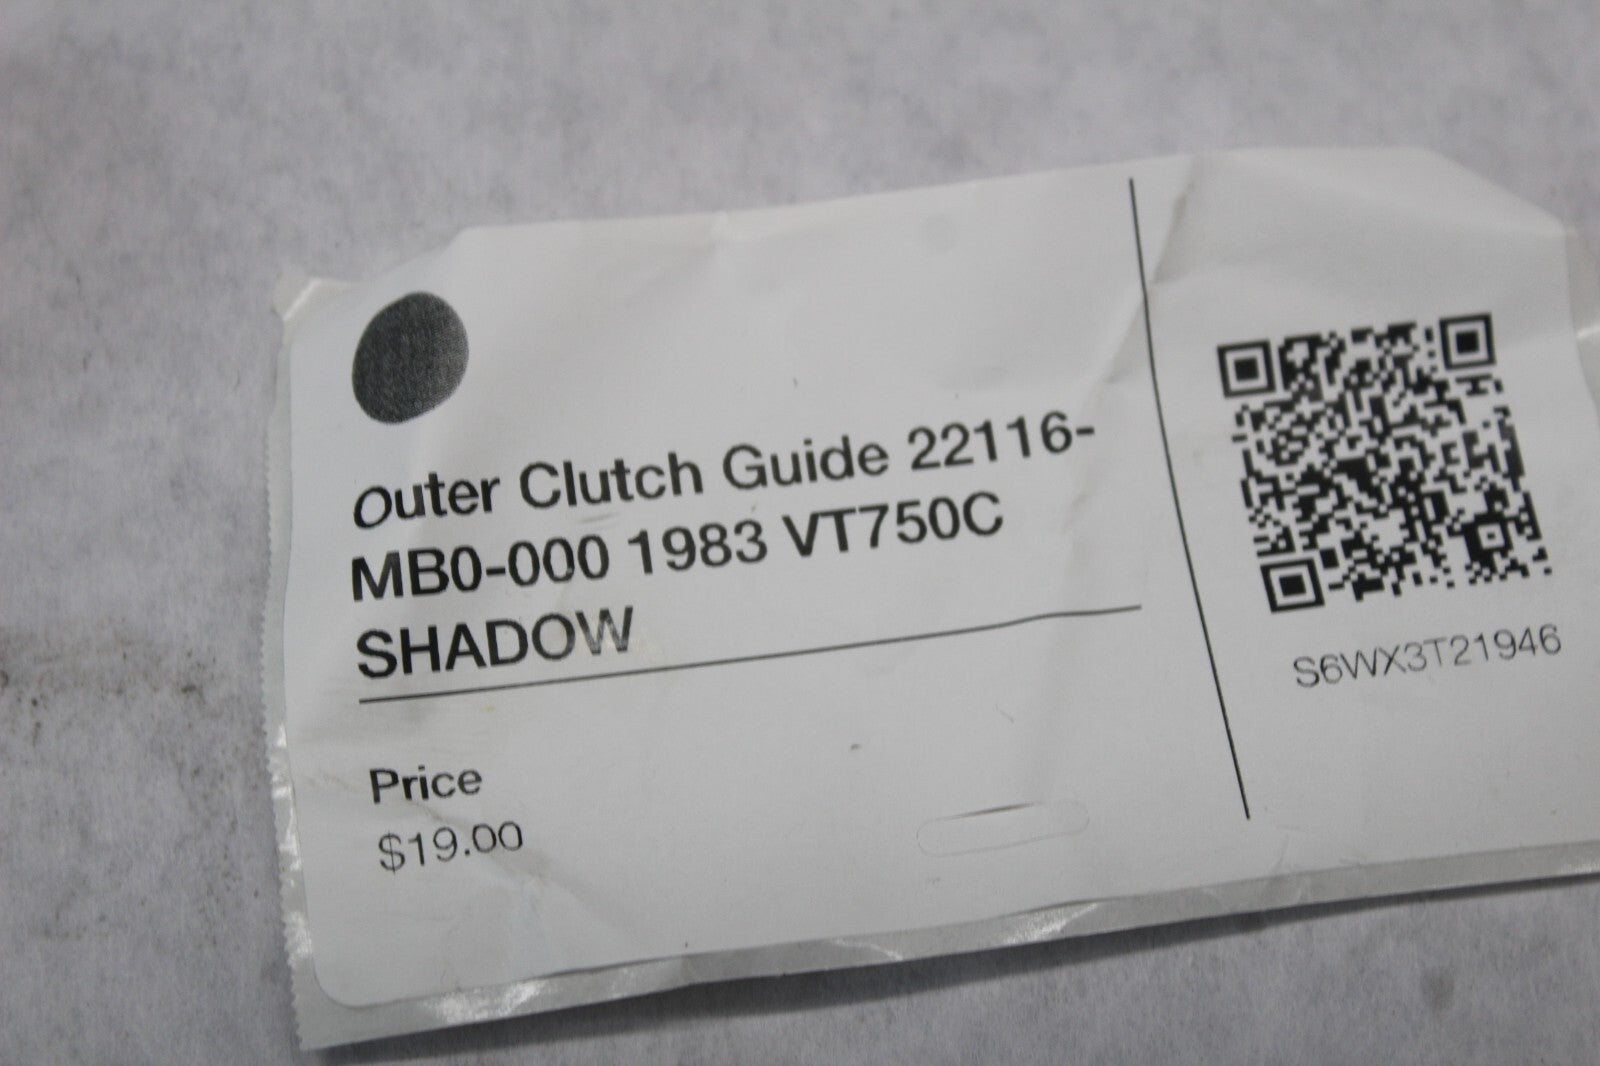 Outer Clutch Guide 22116-
MB0-000 1983 VT750C
SHADOW
Price
$19.00
S6WX3T21946